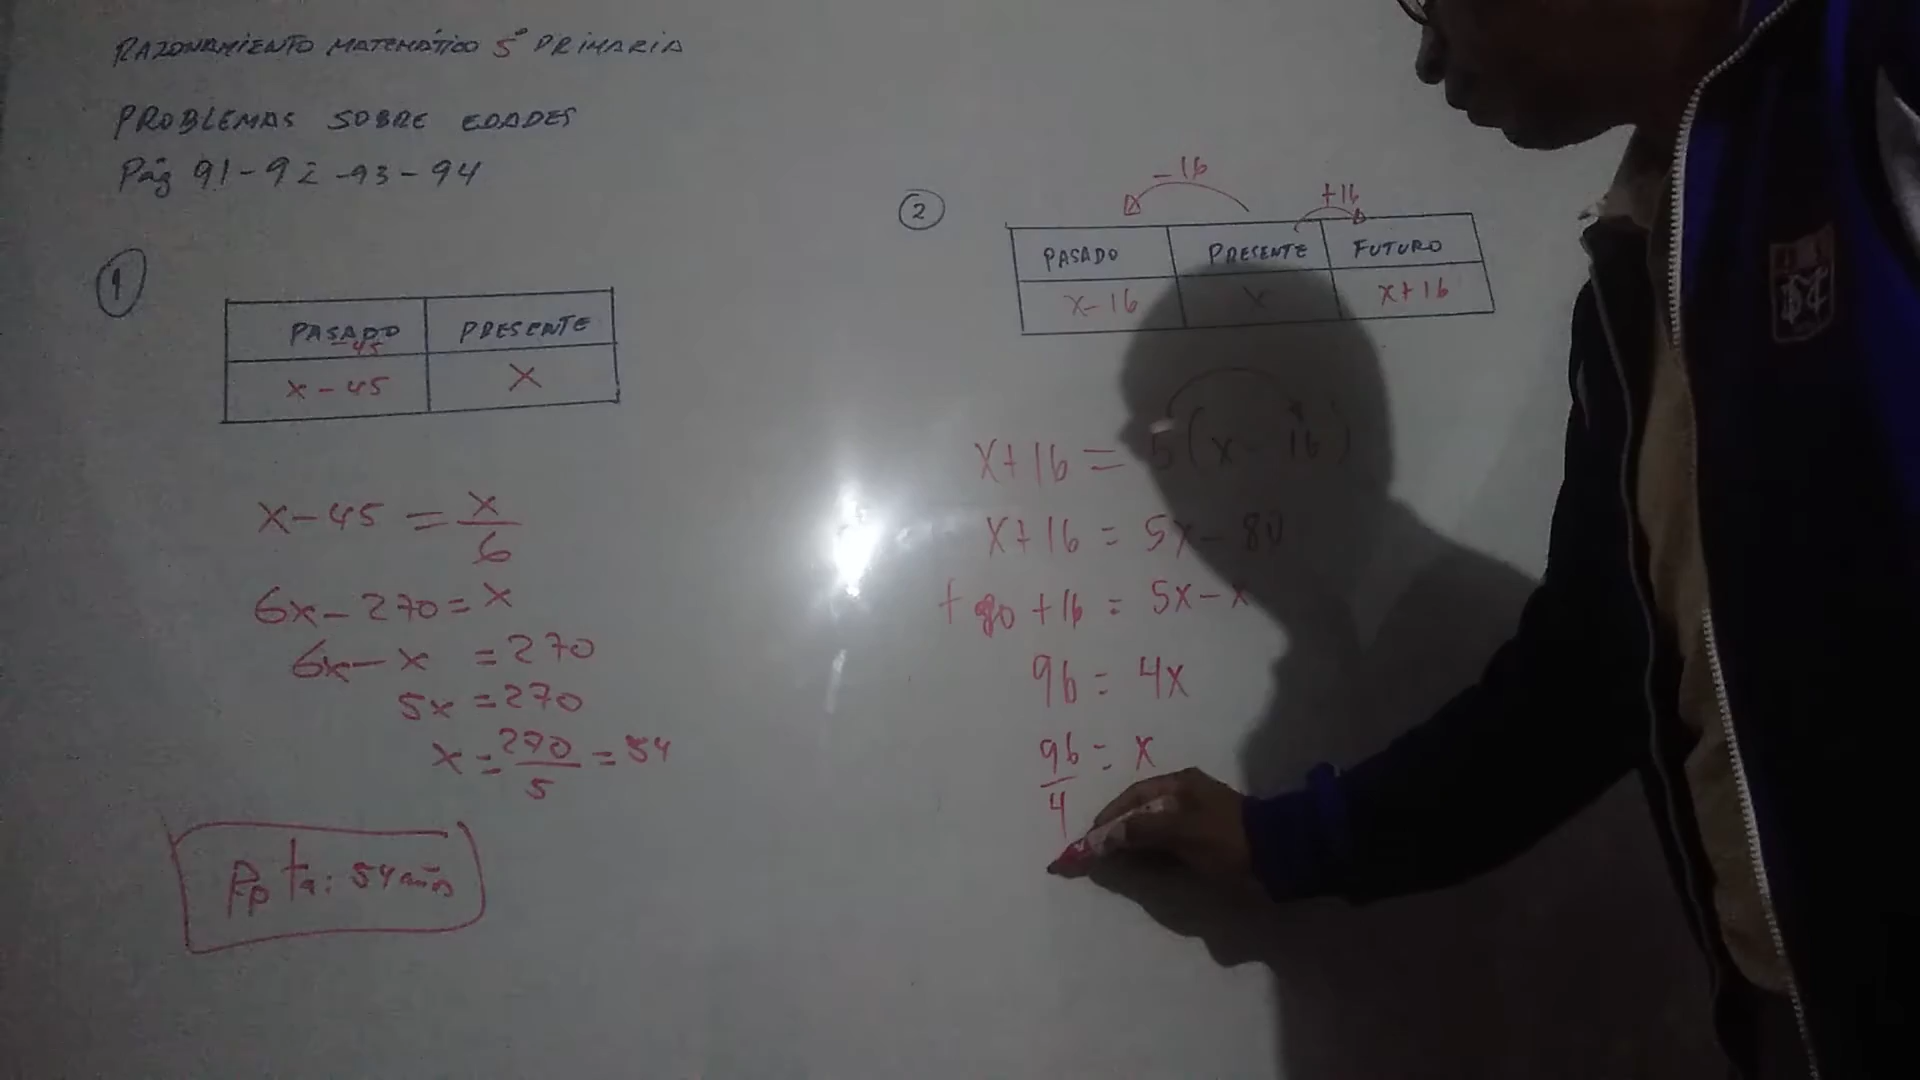 RAZONAMIENTO MATEMÁTICO 5° PRIMARIA
PROBLEMAS SOBRE EDADES
Pág 91-92-93-94
1
PASADO PRESENTE
-45
x-45 X
x-45 = x/6
6x-270=x
6x-x =270
5x =270
x = 270/5 = 54
Rpta: 54 años
2
-16 +16
PASADO PRESENTE FUTURO
x-16 x x+16
x+16 = 5(x-16)
x+16 = 5x-80
+80+16 = 5x-x
96 = 4x
96/4 = x